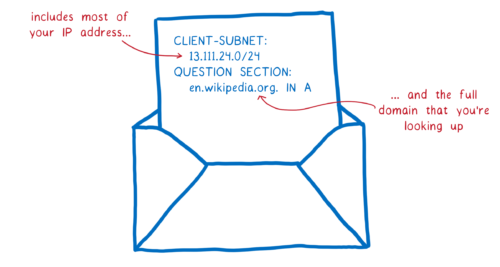 includes most of
your IP address...
CLIENT-SUBNET:
13.111.24.0/24
QUESTION SECTION:
en.wikipedia.org. IN A
... and the full
domain that you're
looking up